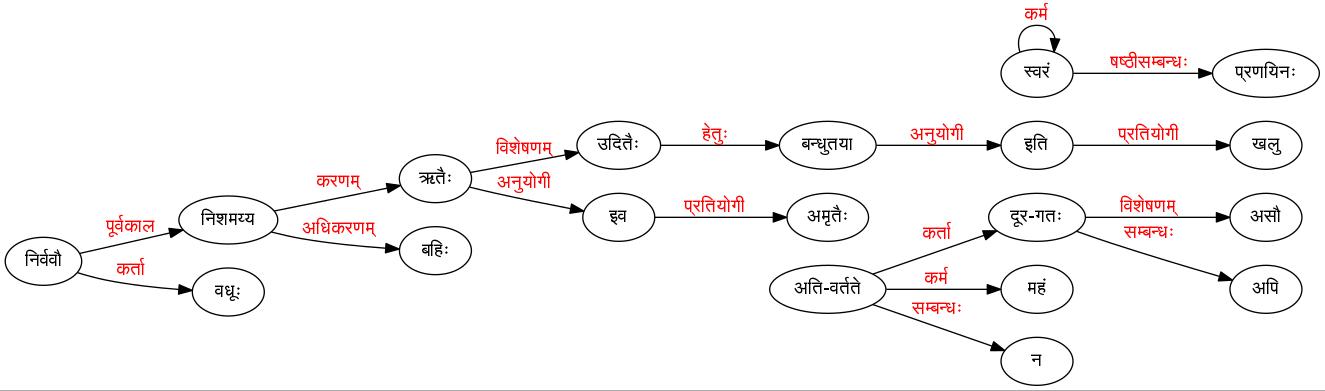 कर्म
स्वरं षष्ठीसम्बन्धः प्रणयिनः
उदितैः हेतुः बन्धुतया अनुयोगी इति प्रतियोगी खलु
विशेषणम्
ऋतैः
करणम् अनुयोगी
निशमय्य इव प्रतियोगी अमृतैः दूर-गतः विशेषणम् असौ
पूर्वकाल अधिकरणम् कर्ता सम्बन्धः
निर्ववौ बहिः
कर्ता कर्म
वधूः अति-वर्तते महं अपि
सम्बन्धः
न